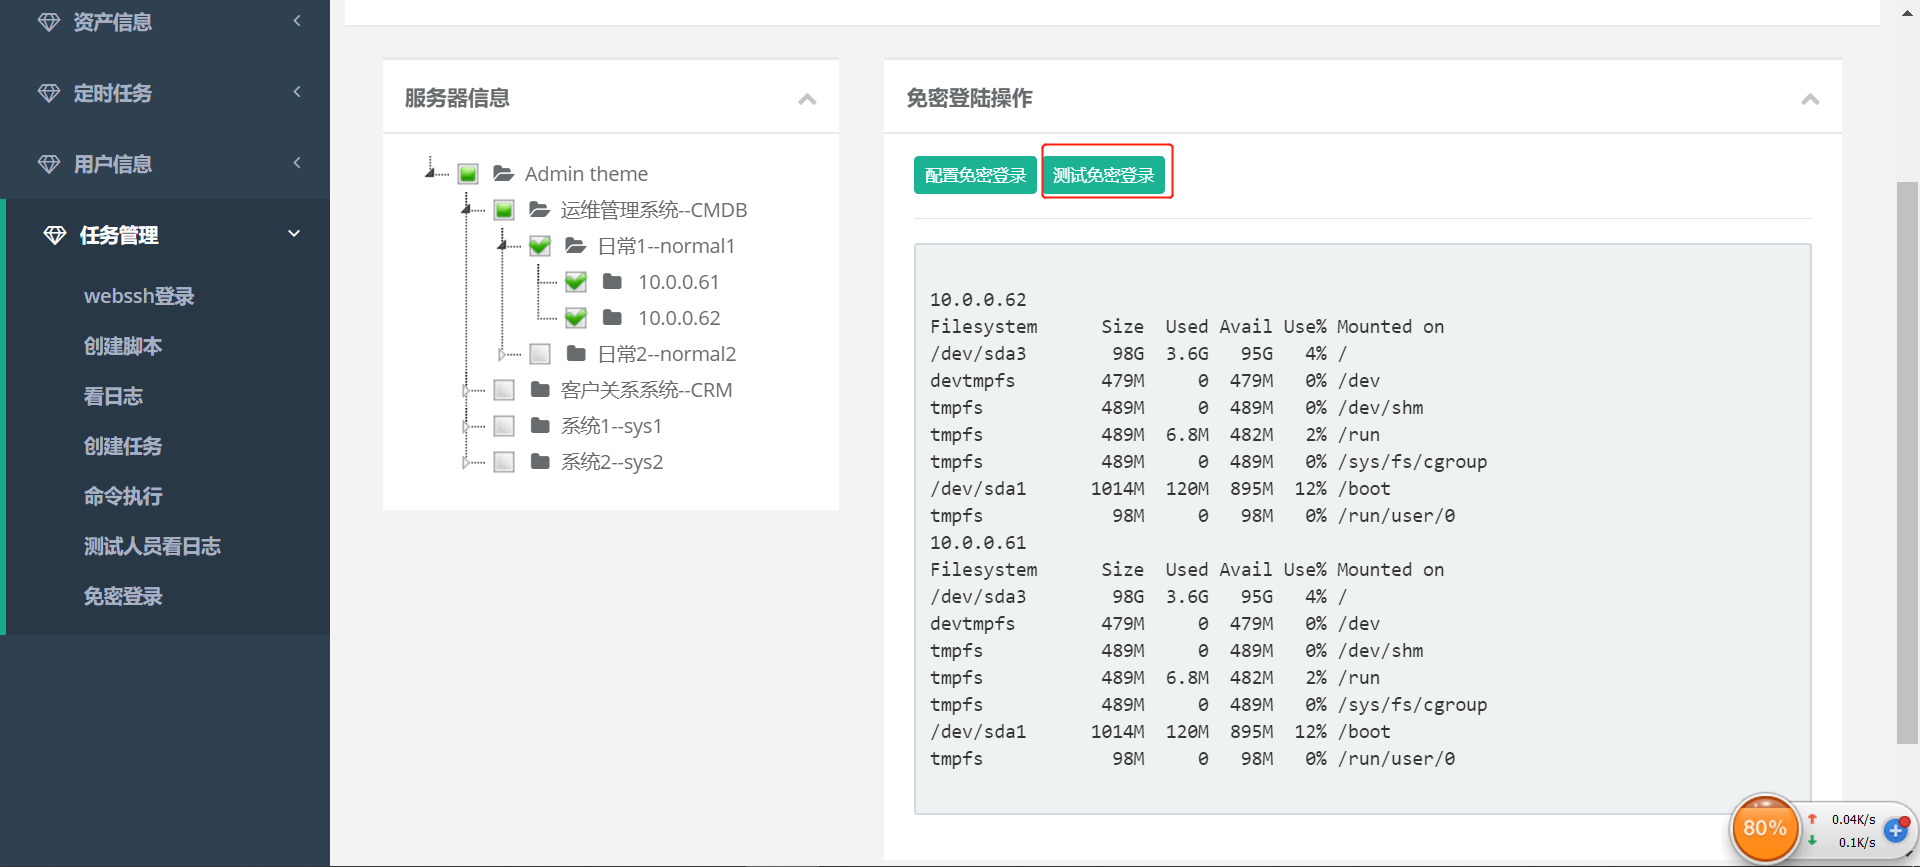 资产信息
定时任务
用户信息
任务管理
webssh登录
创建脚本
看日志
创建任务
命令执行
测试人员看日志
免密登录
服务器信息
Admin theme
运维管理系统--CMDB
日常1--normal1
10.0.0.61
10.0.0.62
日常2--normal2
客户关系系统--CRM
系统1--sys1
系统2--sys2
免密登陆操作
配置免密登录 测试免密登录
10.0.0.62
Filesystem      Size  Used Avail Use% Mounted on
/dev/sda3        98G  3.6G   95G   4% /
devtmpfs        479M     0  479M   0% /dev
tmpfs           489M     0  489M   0% /dev/shm
tmpfs           489M  6.8M  482M   2% /run
tmpfs           489M     0  489M   0% /sys/fs/cgroup
/dev/sda1      1014M  120M  895M  12% /boot
tmpfs            98M     0   98M   0% /run/user/0
10.0.0.61
Filesystem      Size  Used Avail Use% Mounted on
/dev/sda3        98G  3.6G   95G   4% /
devtmpfs        479M     0  479M   0% /dev
tmpfs           489M     0  489M   0% /dev/shm
tmpfs           489M  6.8M  482M   2% /run
tmpfs           489M     0  489M   0% /sys/fs/cgroup
/dev/sda1      1014M  120M  895M  12% /boot
tmpfs            98M     0   98M   0% /run/user/0
80%
0.04K/s
0.1K/s